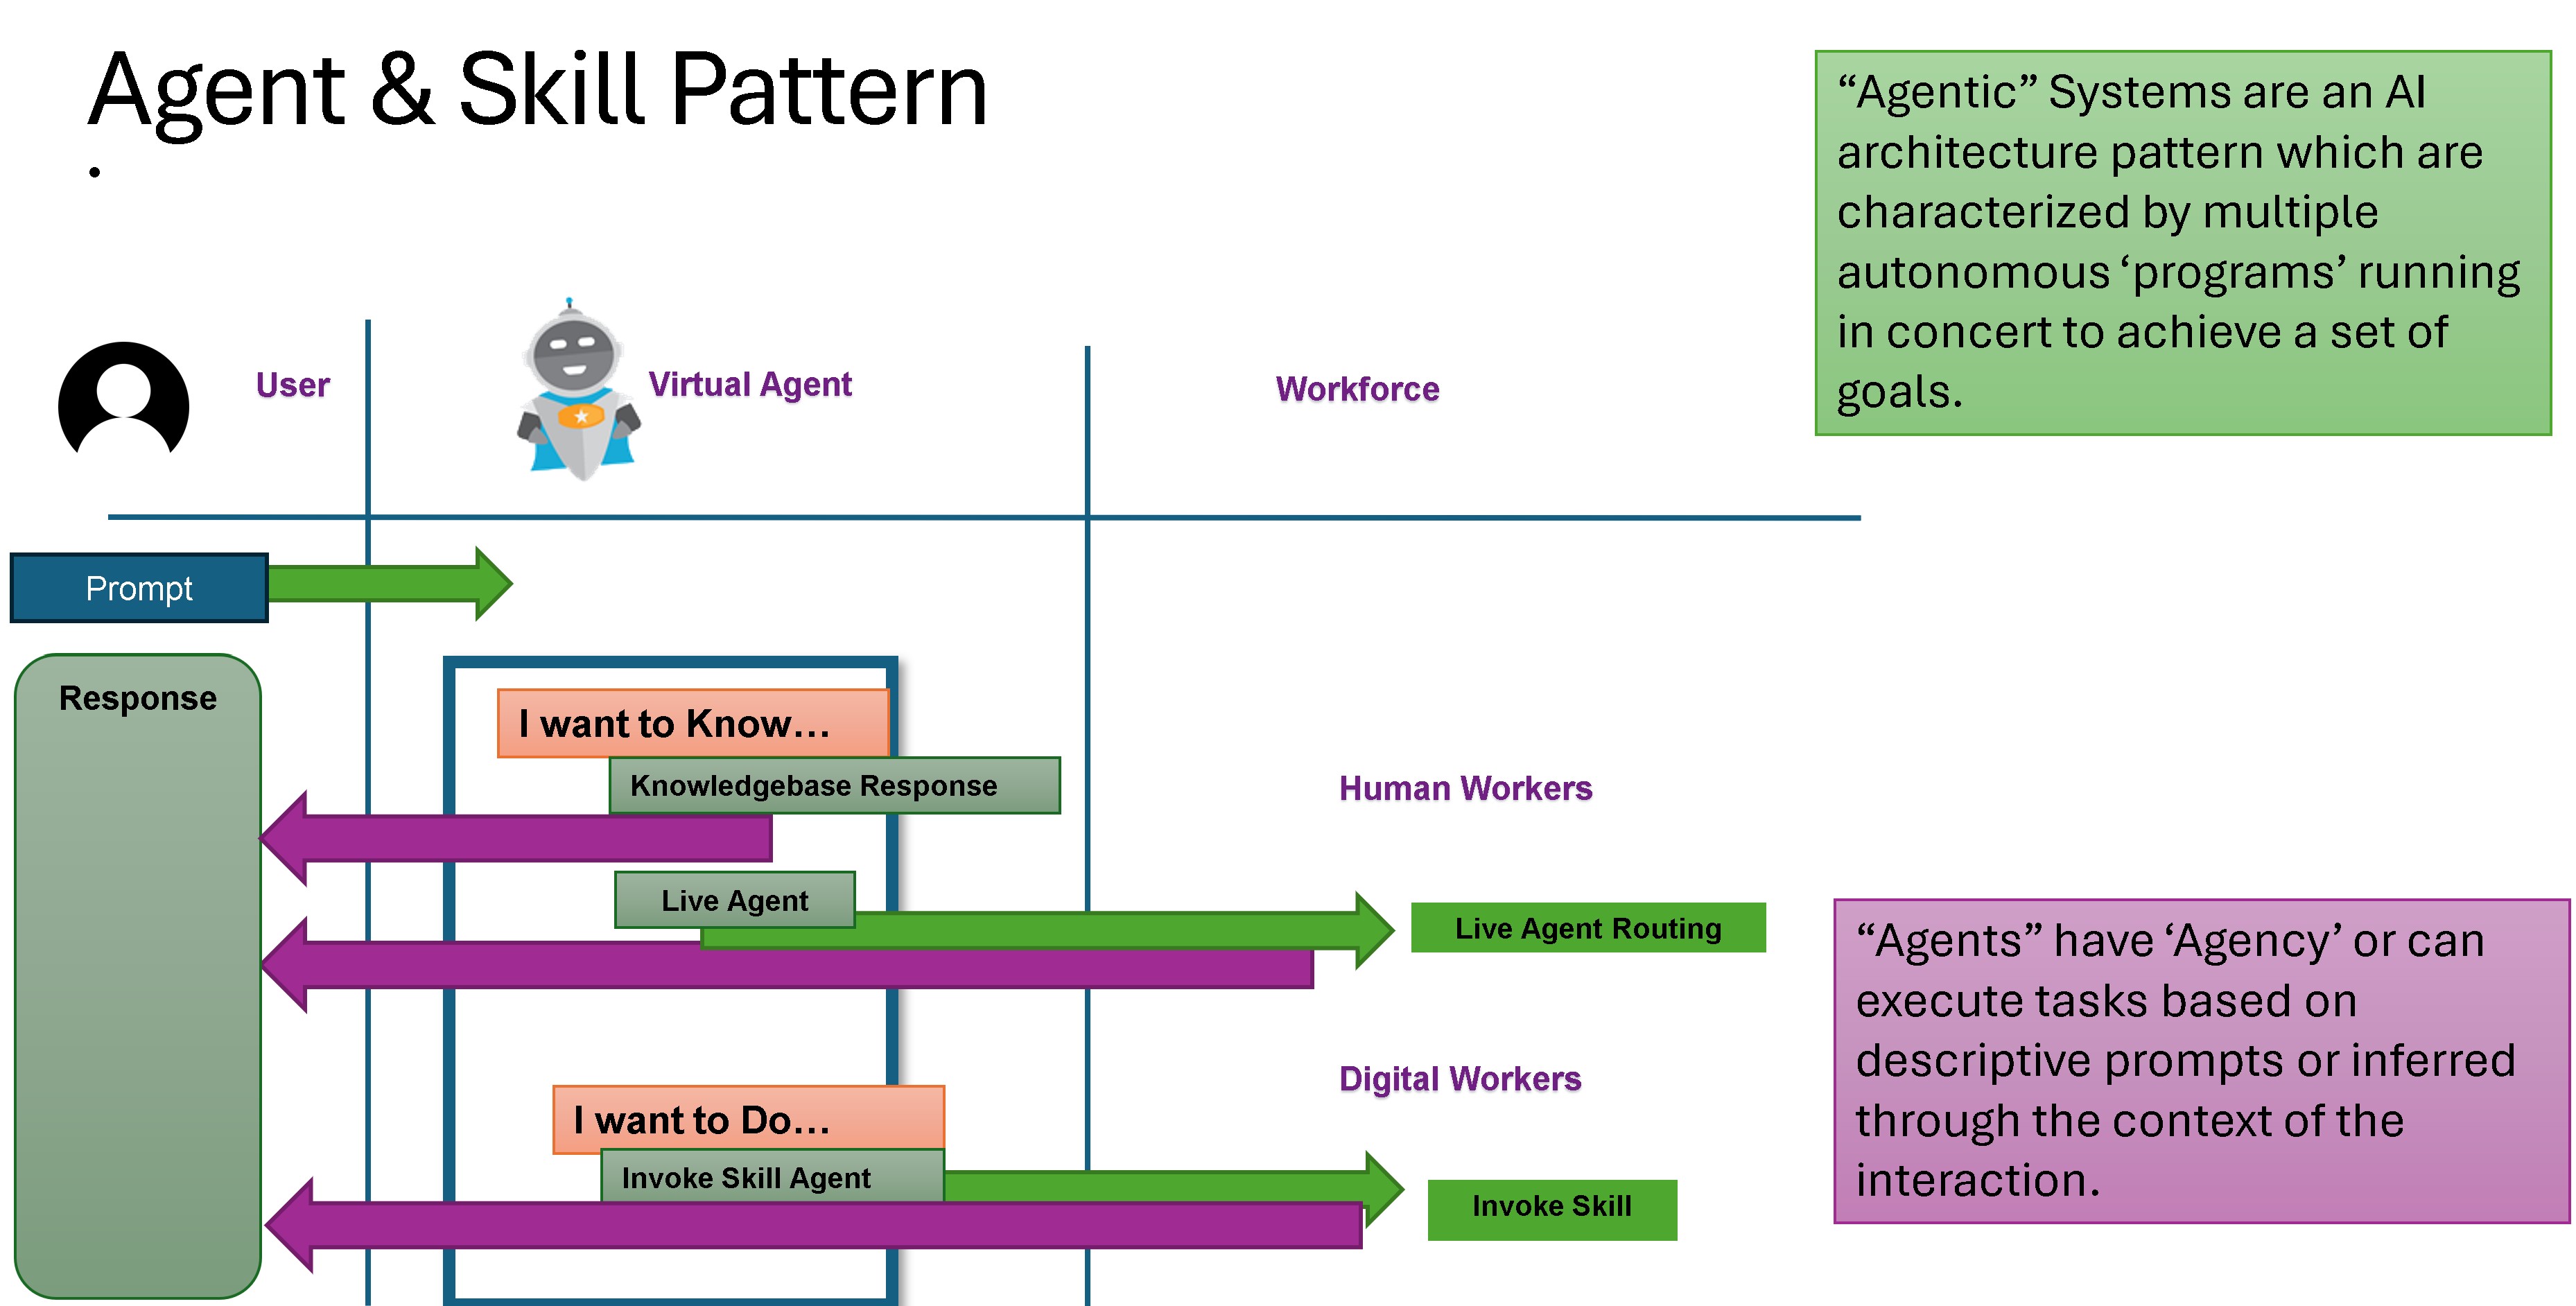 Agent & Skill Pattern
•
“Agentic” Systems are an AI
architecture pattern which are
characterized by multiple
autonomous ‘programs’ running
in concert to achieve a set of
goals.
User
Virtual Agent
Workforce
Prompt
Response
I want to Know…
Knowledgebase Response
Human Workers
Live Agent
Live Agent Routing
Digital Workers
I want to Do…
Invoke Skill Agent
Invoke Skill
“Agents” have ‘Agency’ or can
execute tasks based on
descriptive prompts or inferred
through the context of the
interaction.